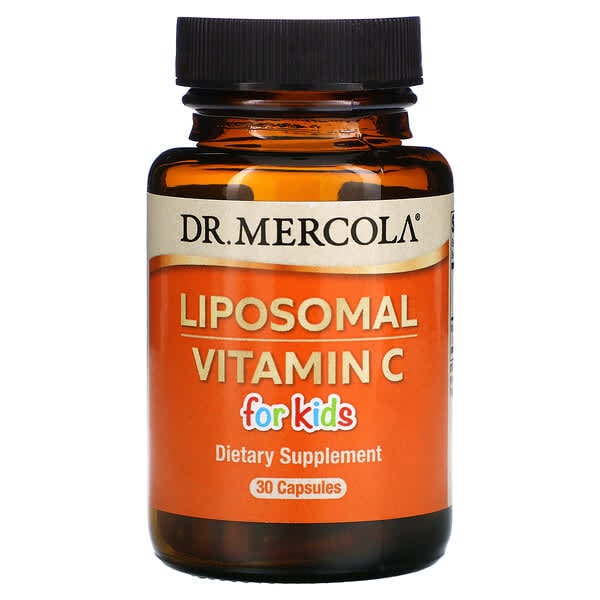 DR. MERCOLA®
LIPOSOMAL
VITAMIN C
for kids
Dietary Supplement
30 Capsules